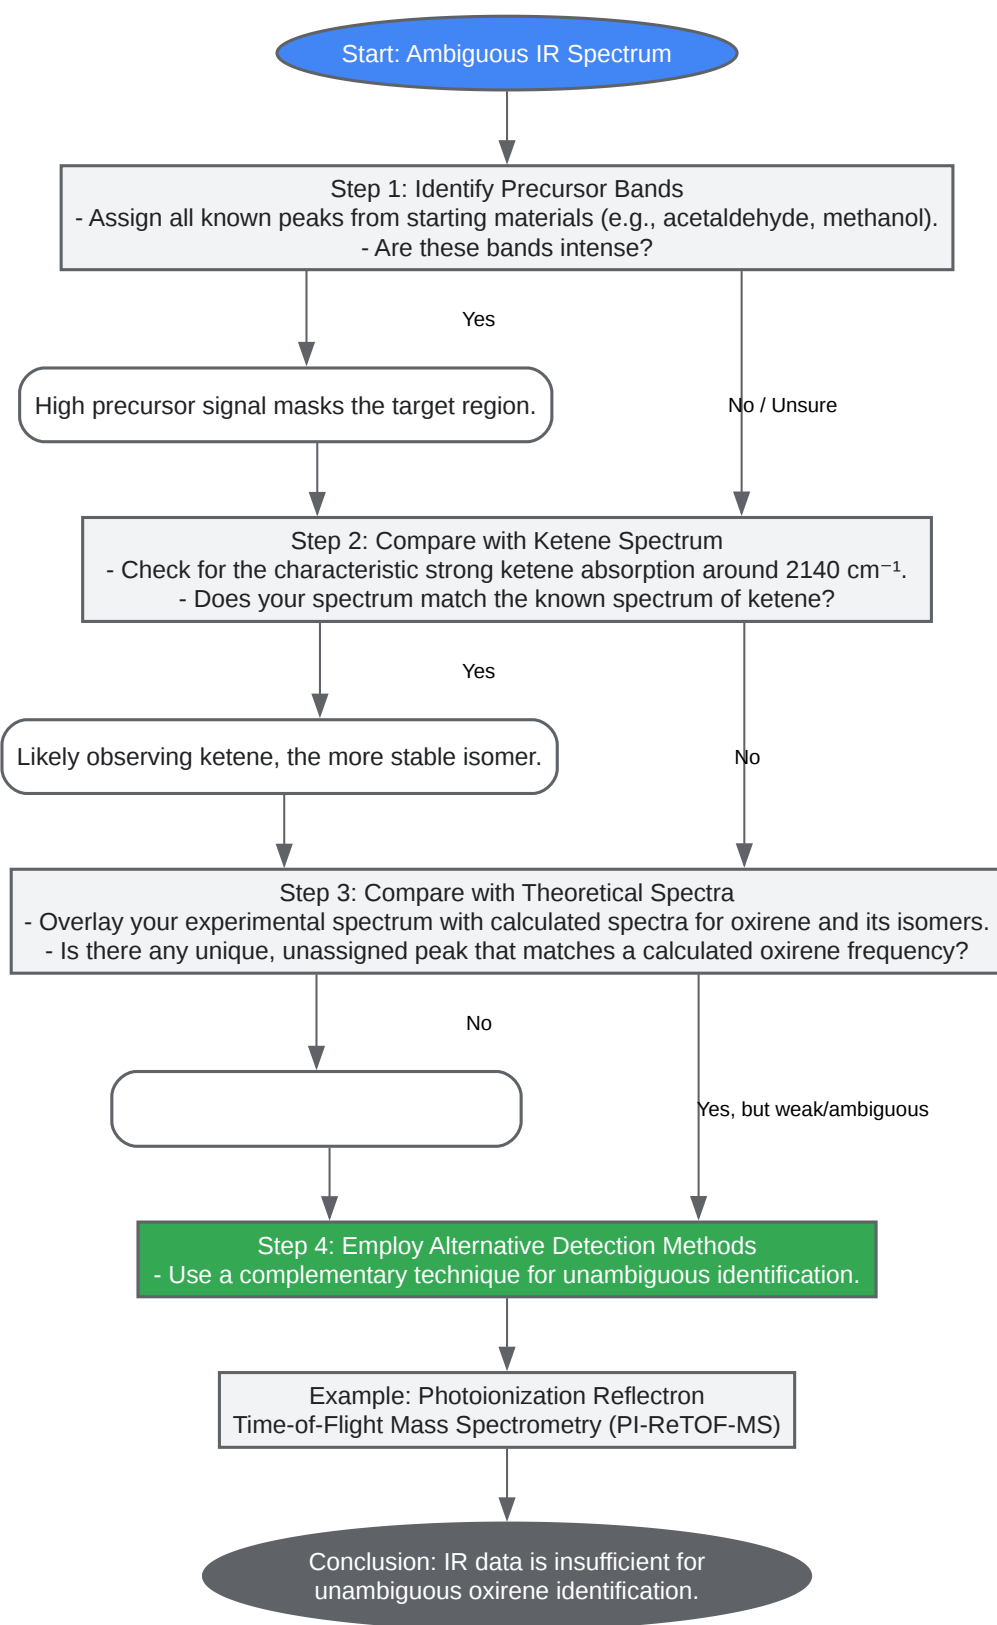 Start: Ambiguous IR Spectrum
Step 1: Identify Precursor Bands
- Assign all known peaks from starting materials (e.g., acetaldehyde, methanol).
- Are these bands intense?
Yes
High precursor signal masks the target region.
No / Unsure
Step 2: Compare with Ketene Spectrum
- Check for the characteristic strong ketene absorption around 2140 cm⁻¹.
- Does your spectrum match the known spectrum of ketene?
Yes
Likely observing ketene, the more stable isomer.
No
Step 3: Compare with Theoretical Spectra
- Overlay your experimental spectrum with calculated spectra for oxirene and its isomers.
- Is there any unique, unassigned peak that matches a calculated oxirene frequency?
No
Yes, but weak/ambiguous
Step 4: Employ Alternative Detection Methods
- Use a complementary technique for unambiguous identification.
Example: Photoionization Reflectron
Time-of-Flight Mass Spectrometry (PI-ReTOF-MS)
Conclusion: IR data is insufficient for
unambiguous oxirene identification.